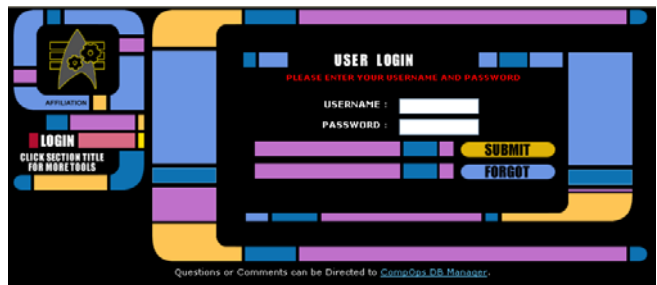 AFFILIATION
LOGIN
CLICK SECTION TITLE
FOR MORE TOOLS
USER LOGIN
PLEASE ENTER YOUR USERNAME AND PASSWORD
USERNAME :
PASSWORD :
SUBMIT
FORGOT
Questions or Comments can be Directed to CompOps DB Manager.